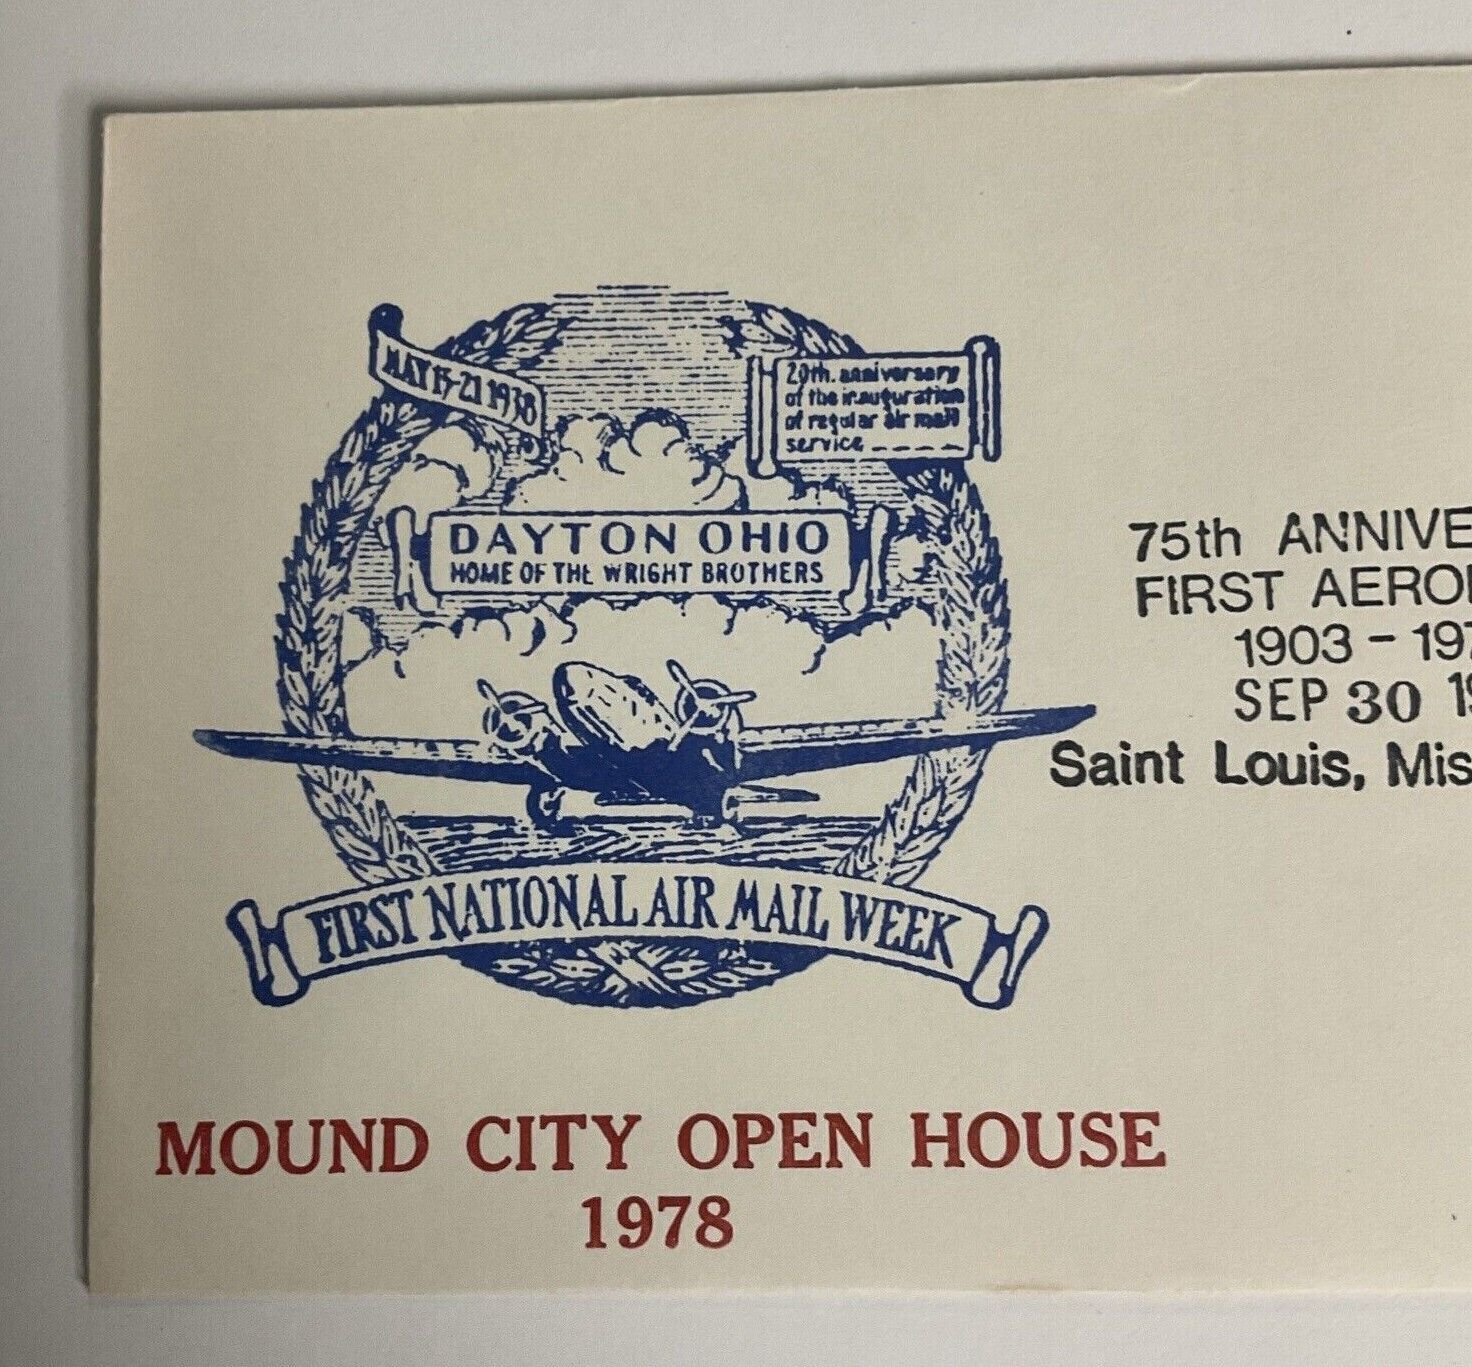 MAY 15-21 1938
20th. anniversary
of the inauguration
of regular air mail
service
DAYTON OHIO
HOME OF THE WRIGHT BROTHERS
FIRST NATIONAL AIR MAIL WEEK
75th ANNIVE
FIRST AERO
1903 - 197
SEP 30 19
Saint Louis, Mis
MOUND CITY OPEN HOUSE
1978